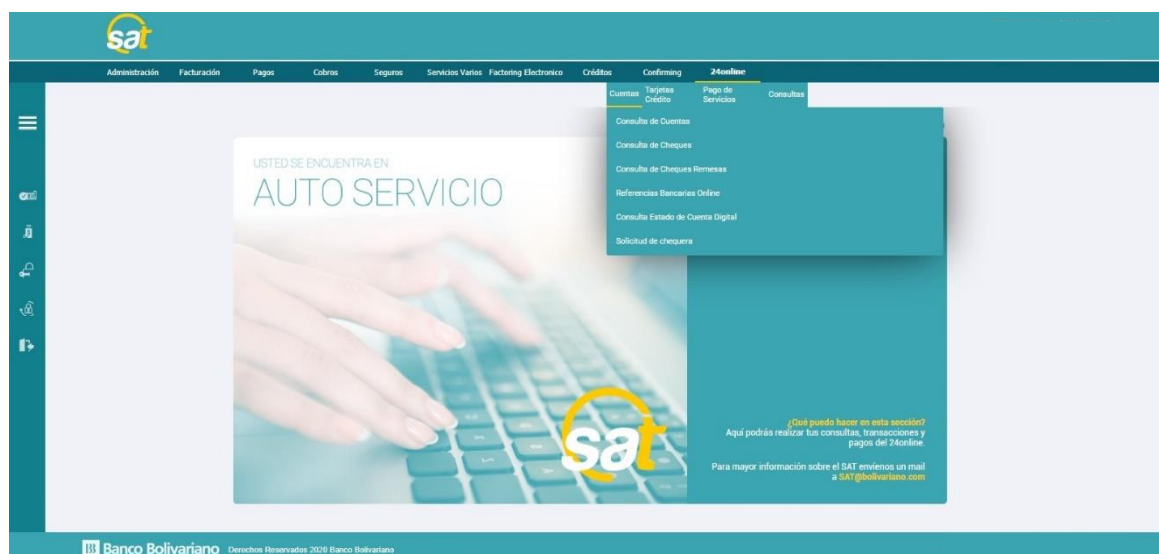 sat
Administración Facturación Pagos Cobros Seguros Servicios Varios Factoring Electronico Créditos Confirming 24online
Cuentas Tarjetas Crédito Pago de Servicios Consultas
Consulta de Cuentas
Consulta de Cheques
Consulta de Cheques Remesas
Referencias Bancarias Online
Consulta Estado de Cuenta Digital
Solicitud de chequera
USTED SE ENCUENTRA EN
AUTO SERVICIO
sat
¿Qué puedo hacer en esta sección?
Aquí podrás realizar tus consultas, transacciones y
pagos del 24online.
Para mayor información sobre el SAT envíenos un mail
a SAT@bolivariano.com
Banco Bolivariano Derechos Reservados 2020 Banco Bolivariano